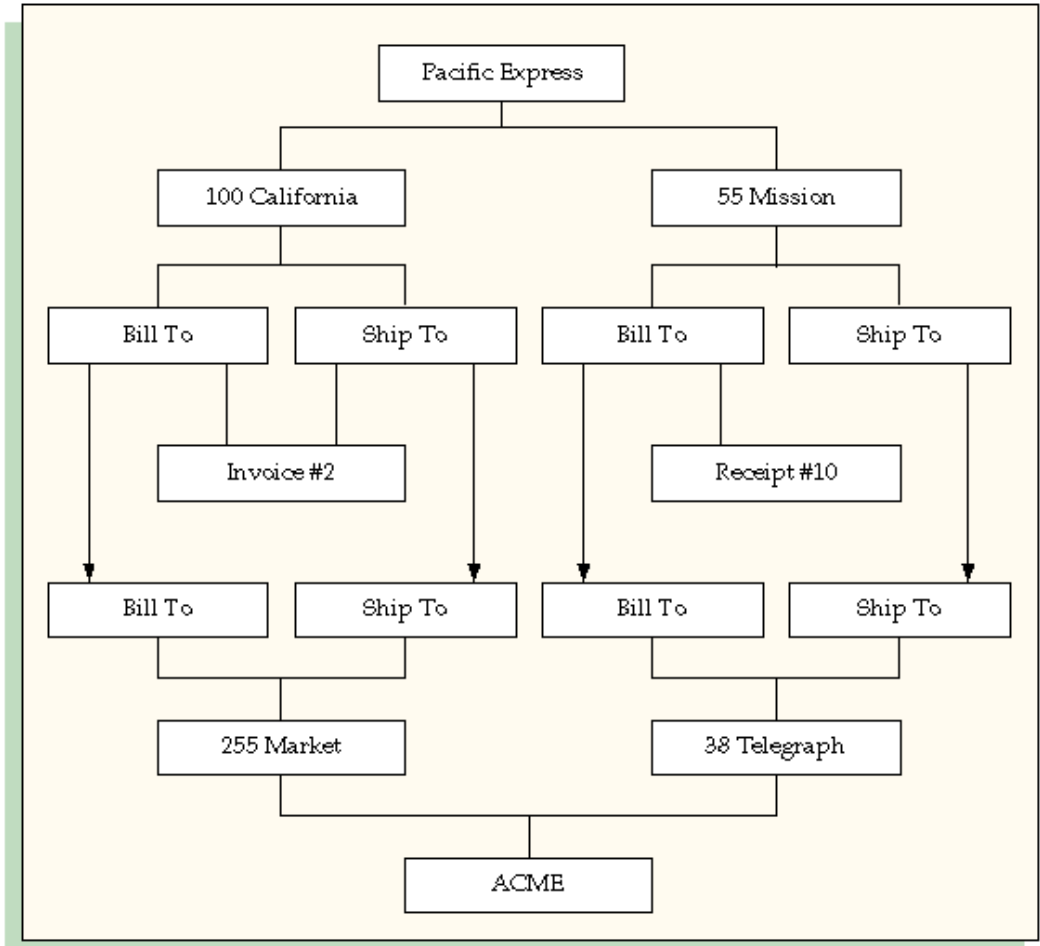 Pacific Express
100 California
55 Mission
Bill To
Ship To
Bill To
Ship To
Invoice #2
Receipt #10
Bill To
Ship To
Bill To
Ship To
255 Market
38 Telegraph
ACME